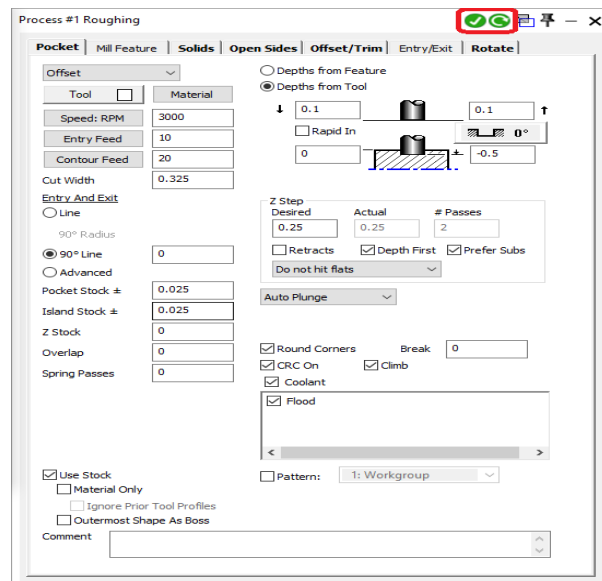 Process #1 Roughing
Pocket Mill Feature Solids Open Sides Offset/Trim Entry/Exit Rotate
Offset
Tool Material
Speed: RPM 3000
Entry Feed 10
Contour Feed 20
Cut Width 0.325
Entry And Exit
Line
90° Radius
90° Line 0
Advanced
Pocket Stock ± 0.025
Island Stock ± 0.025
Z Stock 0
Overlap 0
Spring Passes 0
Depths from Feature
Depths from Tool
0.1 0.1
Rapid In 0°
0 -0.5
Z Step
Desired Actual # Passes
0.25 0.25 2
Retracts Depth First Prefer Subs
Do not hit flats
Auto Plunge
Round Corners Break 0
CRC On Climb
Coolant
Flood
Use Stock
Material Only
Ignore Prior Tool Profiles
Outermost Shape As Boss
Pattern: 1: Workgroup
Comment